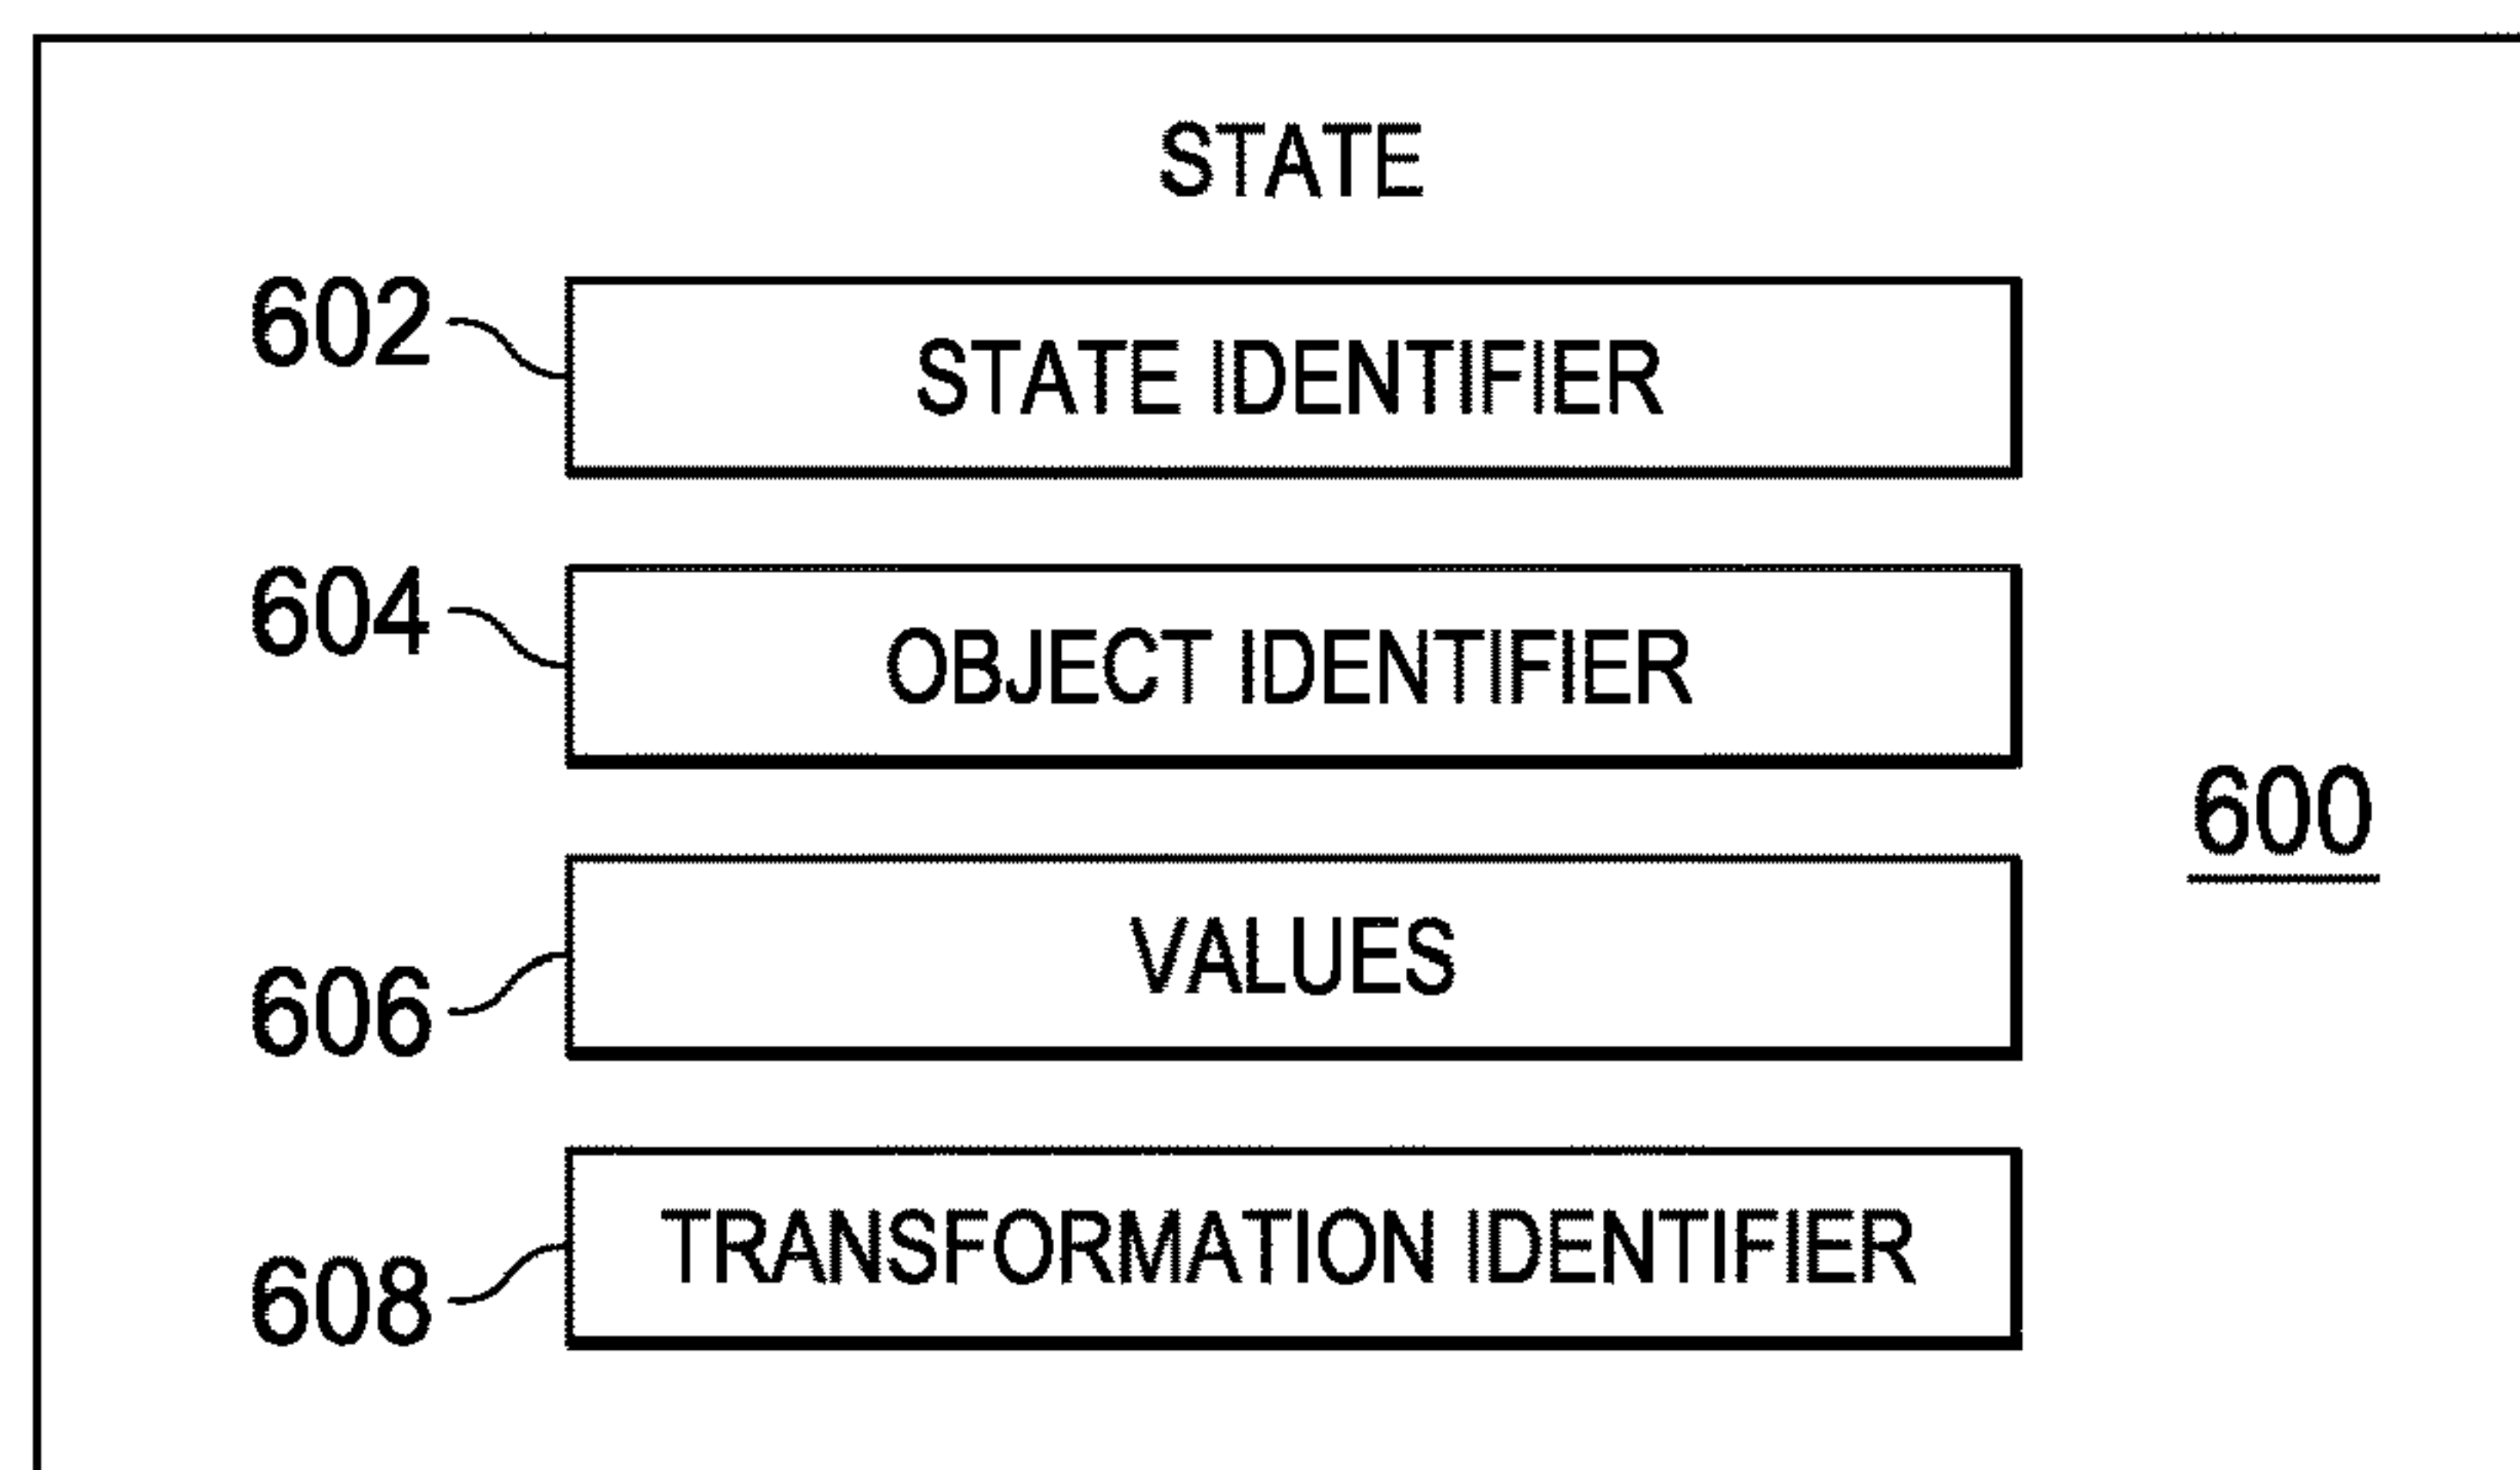 STATE
602
STATE IDENTIFIER
604
OBJECT IDENTIFIER
600
606
VALUES
608
TRANSFORMATION IDENTIFIER